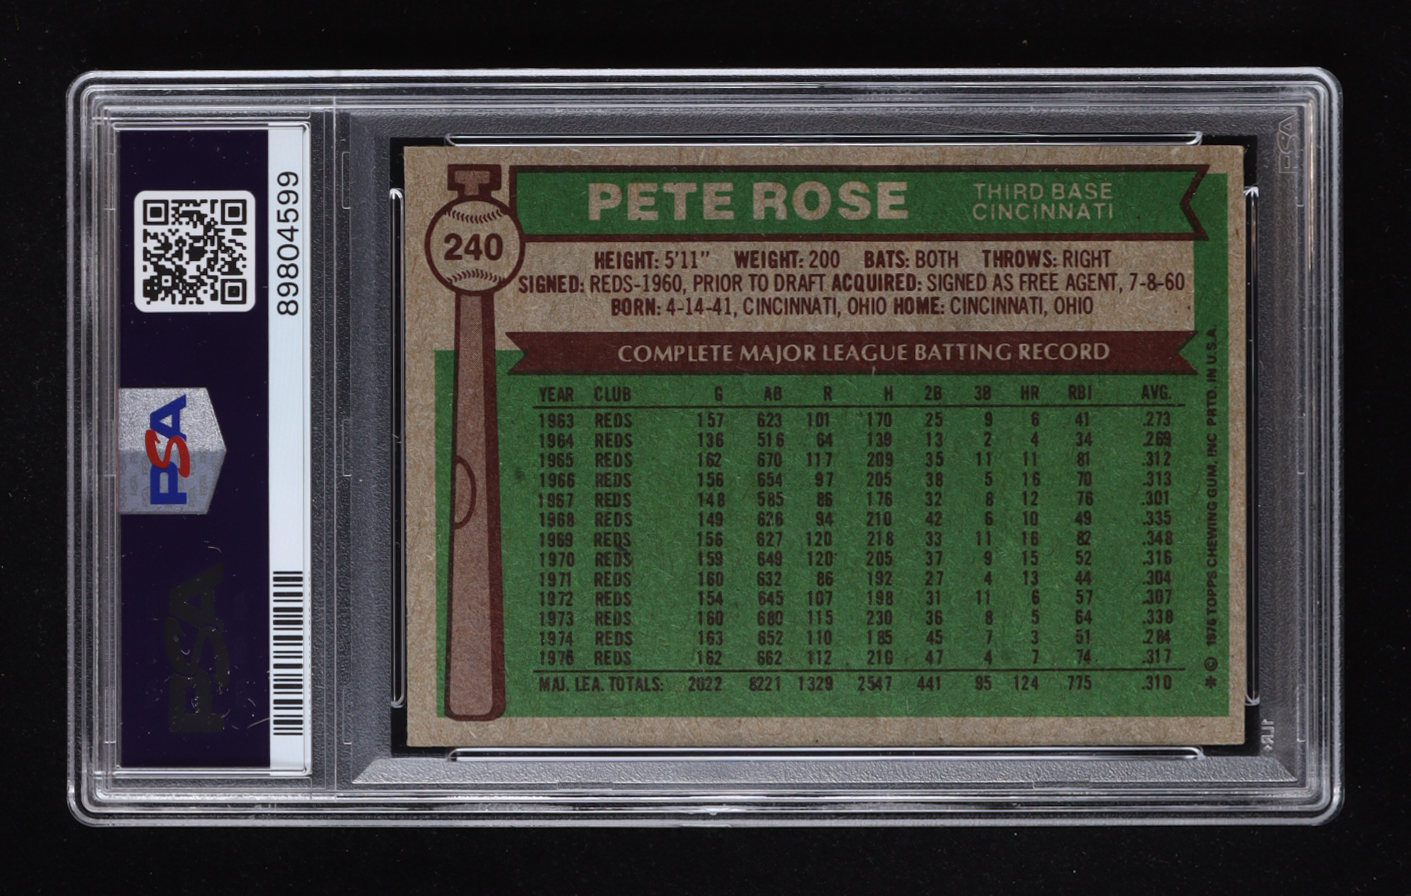 89804599
PSA
PSA
240
PETE ROSE
THIRD BASE
CINCINNATI
HEIGHT: 5'11" WEIGHT: 200 BATS: BOTH THROWS: RIGHT
SIGNED: REDS-1960, PRIOR TO DRAFT ACQUIRED: SIGNED AS FREE AGENT, 7-8-60
BORN: 4-14-41, CINCINNATI, OHIO HOME: CINCINNATI, OHIO
COMPLETE MAJOR LEAGUE BATTING RECORD
YEAR CLUB G AB R H 2B 3B HR RBI AVG.
1963 REDS 157 623 101 170 25 9 6 41 .273
1964 REDS 136 516 64 139 13 2 4 34 .269
1965 REDS 162 670 117 209 35 11 11 81 .312
1966 REDS 156 654 97 205 38 5 16 70 .313
1967 REDS 148 585 86 176 32 8 12 76 .301
1968 REDS 149 626 94 210 42 6 10 49 .335
1969 REDS 156 627 120 218 33 11 16 82 .348
1970 REDS 159 649 120 205 37 9 15 52 .316
1971 REDS 160 632 86 192 27 4 13 44 .304
1972 REDS 154 645 107 198 31 11 6 57 .307
1973 REDS 160 680 115 230 36 8 5 64 .338
1974 REDS 163 652 110 185 45 7 3 51 .284
1975 REDS 162 662 112 210 47 4 7 74 .317
MAJ. LEA. TOTALS: 2022 8221 1329 2547 441 95 124 775 .310
* © 1976 TOPPS CHEWING GUM, INC PRTD. IN U.S.A.
PSA